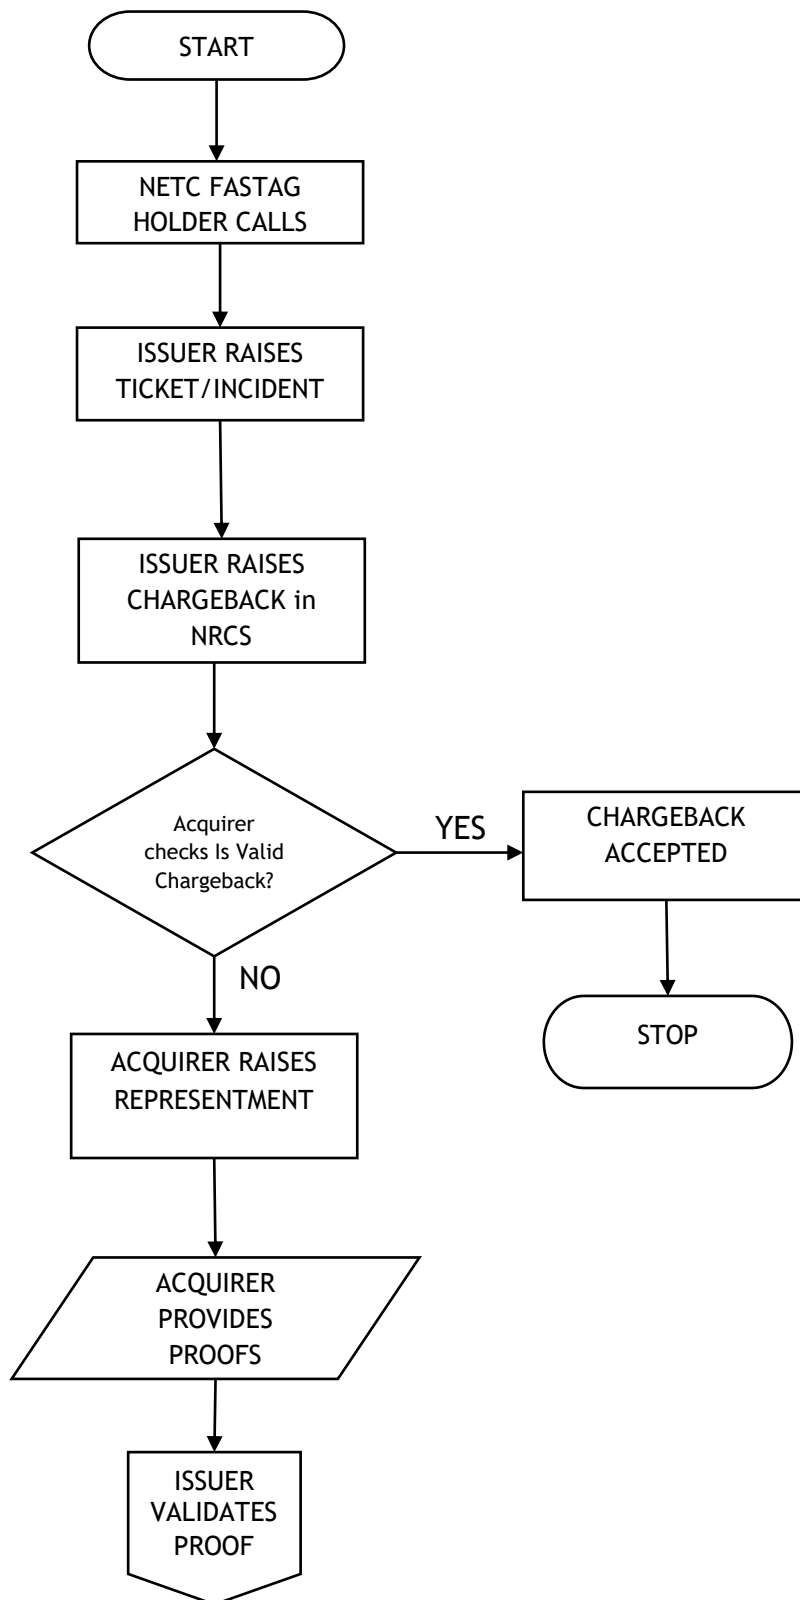 START
NETC FASTAG
HOLDER CALLS
ISSUER RAISES
TICKET/INCIDENT
ISSUER RAISES
CHARGEBACK in
NRCS
Acquirer
checks Is Valid
Chargeback?
YES
CHARGEBACK
ACCEPTED
NO
STOP
ACQUIRER RAISES
REPRESENTMENT
ACQUIRER
PROVIDES
PROOFS
ISSUER
VALIDATES
PROOF